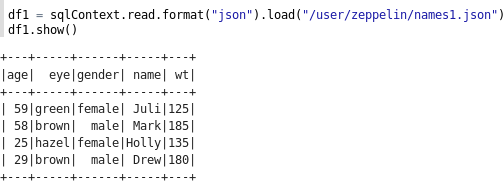 df1 = sqlContext.read.format("json").load("/user/zeppelin/names1.json")
df1.show()
+---+-----+------+-----+---+
|age|  eye|gender| name| wt|
+---+-----+------+-----+---+
| 59|green|female| Juli|125|
| 58|brown|  male| Mark|185|
| 25|hazel|female|Holly|135|
| 29|brown|  male| Drew|180|
+---+-----+------+-----+---+